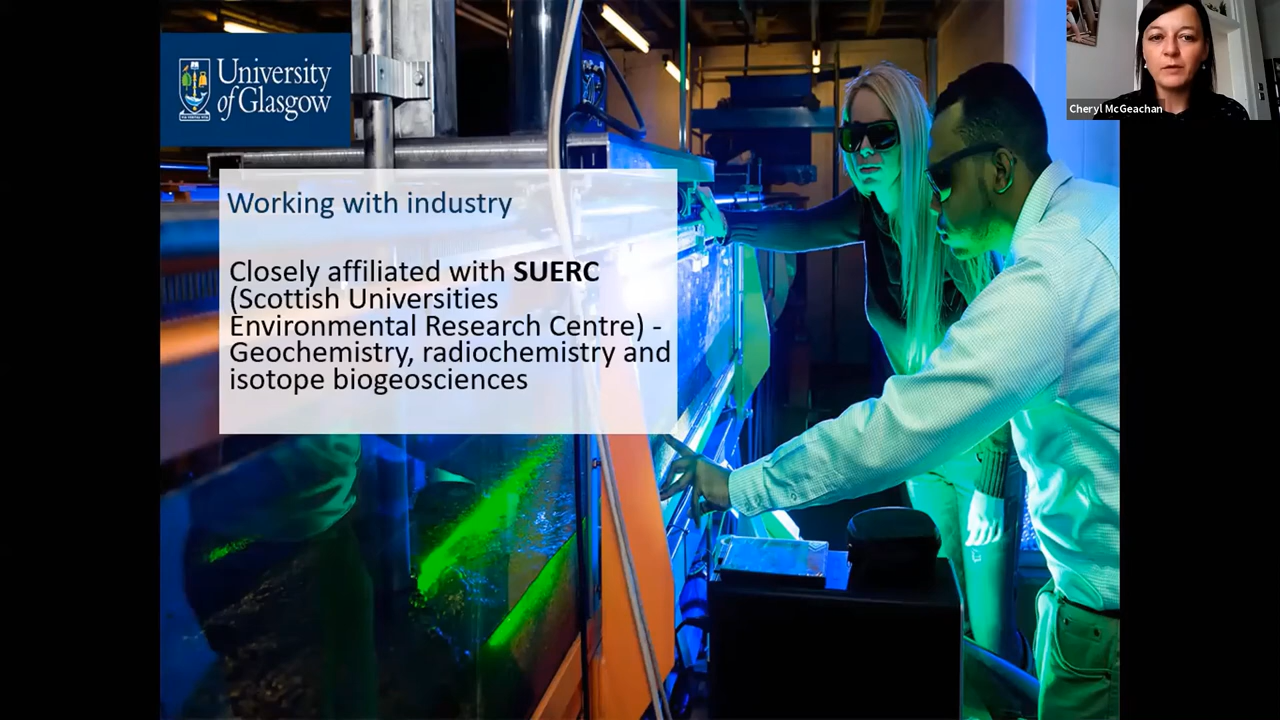 University
of Glasgow
Cheryl McGeachan
Working with industry
Closely affiliated with SUERC
(Scottish Universities
Environmental Research Centre) -
Geochemistry, radiochemistry and
isotope biogeosciences